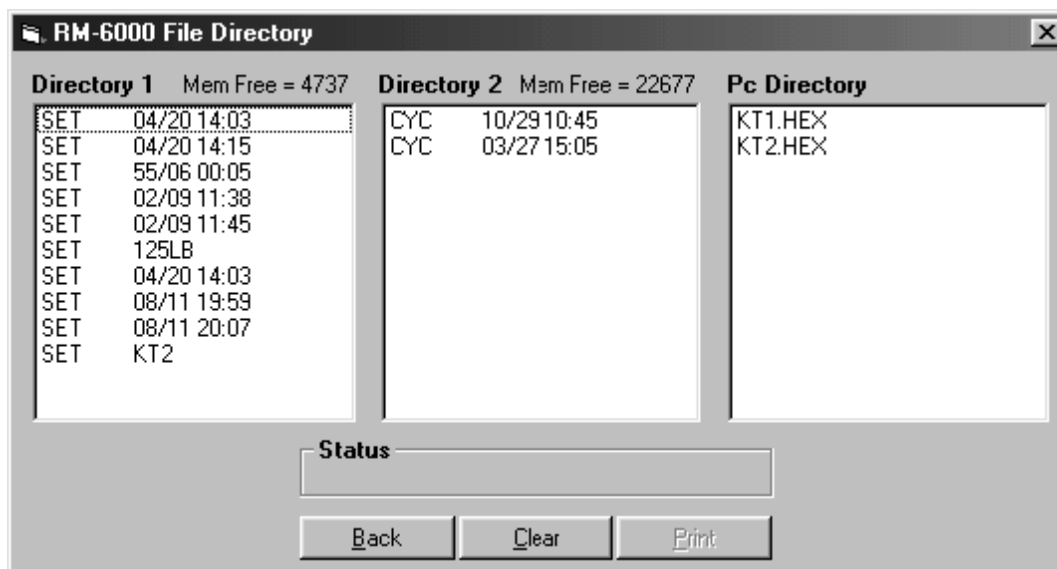 RM-6000 File Directory
Directory 1 Mem Free = 4737
SET 04/20 14:03
SET 04/20 14:15
SET 55/06 00:05
SET 02/09 11:38
SET 02/09 11:45
SET 125LB
SET 04/20 14:03
SET 08/11 19:59
SET 08/11 20:07
SET KT2
Directory 2 Mem Free = 22677
CYC 10/29 10:45
CYC 03/27 15:05
Pc Directory
KT1.HEX
KT2.HEX
Status
Back
Clear
Print